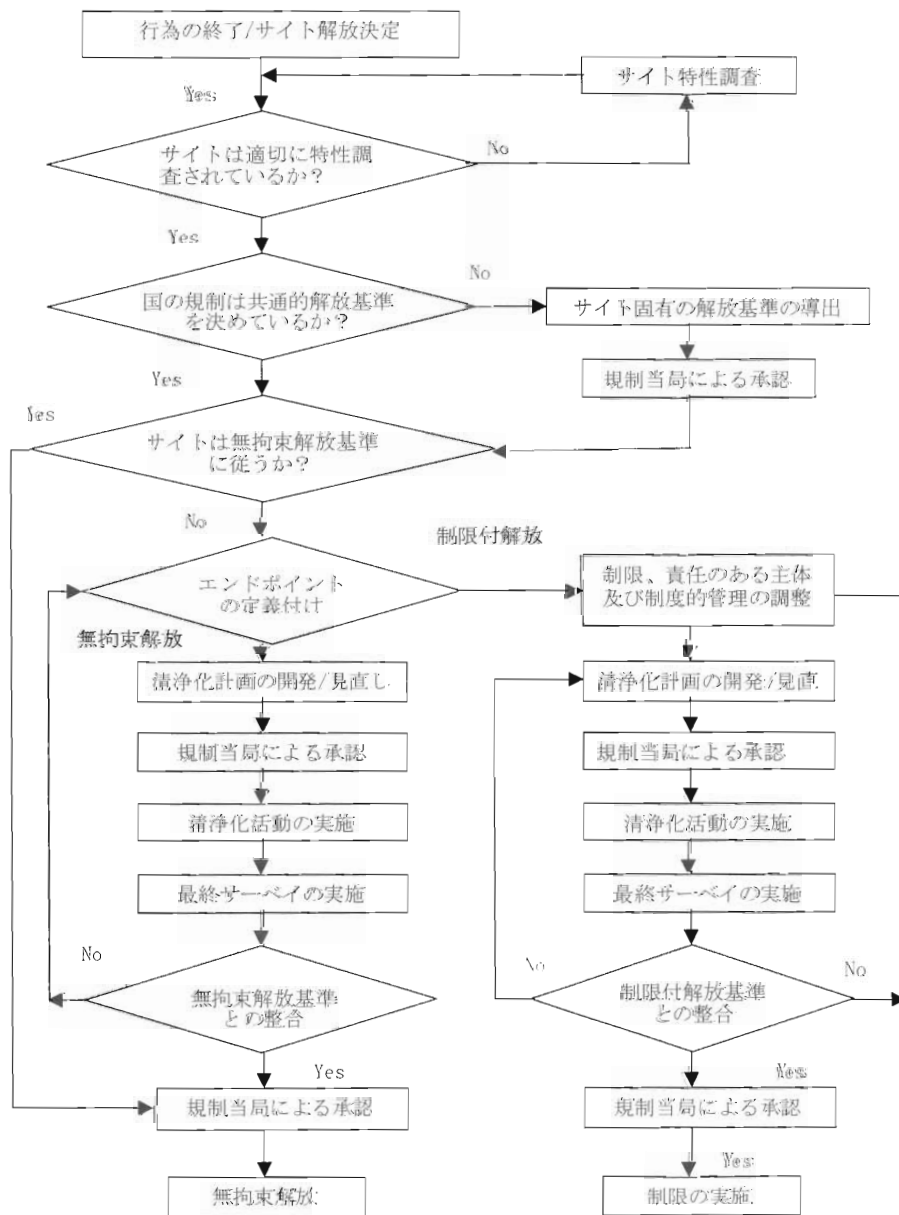 行為の終了/サイト解放決定
サイト特性調査
Yes
サイトは適切に特性調
査されているか？
No
Yes
No
国の規制は共通的解放基準
を決めているか？
サイト固有の解放基準の導出
Yes
規制当局による承認
Yes
サイトは無拘束解放基準
に従うか？
No
制限付解放
エンドポイント
の定義付け
制限、責任のある主体
及び制度的管理の調整
無拘束解放
清浄化計画の開発/見直し
清浄化計画の開発/見直
規制当局による承認
規制当局による承認
清浄化活動の実施
清浄化活動の実施
最終サーベイの実施
最終サーベイの実施
No
無拘束解放基準
との整合
No
制限付解放基準
との整合
No
Yes
Yes
規制当局による承認
規制当局による承認
Yes
無拘束解放
制限の実施